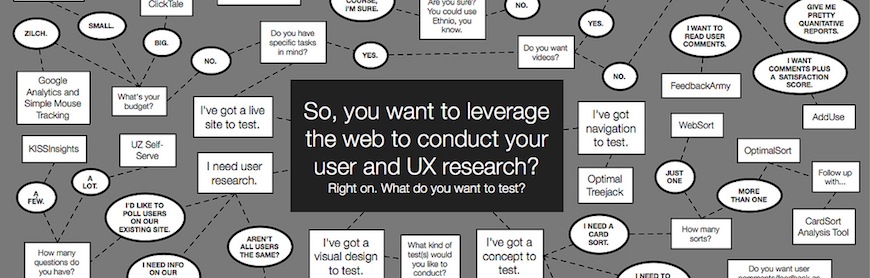 ClickTale
COURSE,
I'M SURE.
Are you sure?
You could use
Ethnio, you
know.
NO.
GIVE ME
PRETTY
QUANITATIVE
REPORTS.
ZILCH.
SMALL.
BIG.
Do you have
specific tasks
in mind?
YES.
NO.
YES.
Do you want
videos?
NO.
I WANT TO
READ USER
COMMENTS.
I WANT
COMMENTS PLUS
A SATISFACTION
SCORE.
Google
Analytics and
Simple Mouse
Tracking
What's your
budget?
FeedbackArmy
AddUse
I've got a live
site to test.
So, you want to leverage
the web to conduct your
user and UX research?
Right on. What do you want to test?
I've got
navigation
to test.
WebSort
OptimalSort
KISSInsights
UZ Self-
Serve
I need user
research.
Optimal
Treejack
JUST
ONE
MORE
THAN ONE
Follow up
with...
A
FEW.
A
LOT.
I'D LIKE TO
POLL USERS
ON OUR
EXISTING SITE.
AREN'T
ALL USERS
THE SAME?
I NEED A
CARD
SORT.
How many
sorts?
CardSort
Analysis Tool
How many
questions do
you have?
I NEED INFO
ON OUR
I've got a
visual design
to test.
What kind of
test(s) would
you like to
conduct?
I've got a
concept to
test.
I NEED TO
Do you want user